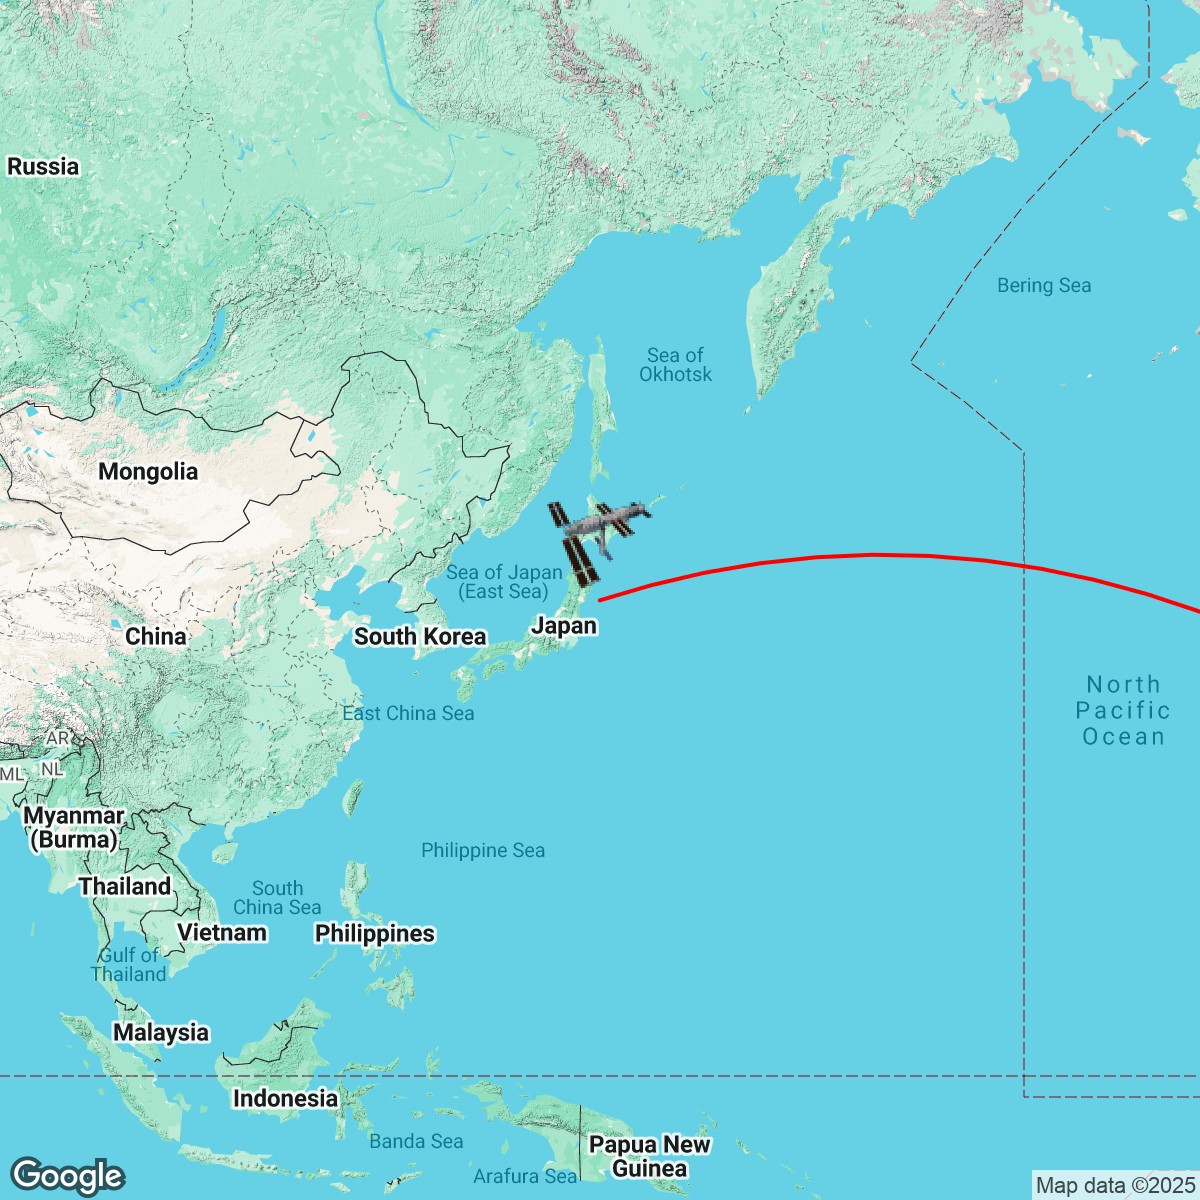 Russia
Bering Sea
Sea of
Okhotsk
Mongolia
Sea of Japan
(East Sea)
Japan
China
South Korea
North
Pacific
Ocean
East China Sea
AR
NL
ML
Myanmar
(Burma)
Philippine Sea
Thailand
South
China Sea
Vietnam
Philippines
Gulf of
Thailand
Malaysia
Indonesia
Banda Sea
Papua New
Guinea
Arafura Sea
Google
Map data ©2025